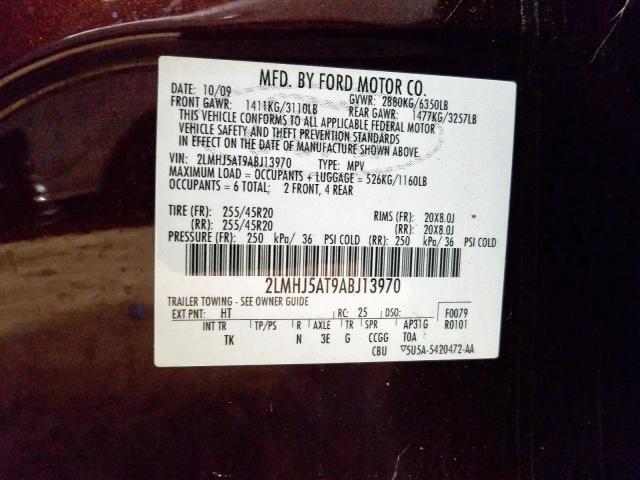 MFD. BY FORD MOTOR CO.
DATE: 10/09 GVWR: 2880KG/6350LB
FRONT GAWR: 1411KG/3110LB REAR GAWR: 1477KG/3257LB
THIS VEHICLE CONFORMS TO ALL APPLICABLE FEDERAL MOTOR
VEHICLE SAFETY AND THEFT PREVENTION STANDARDS
IN EFFECT ON THE DATE OF MANUFACTURE SHOWN ABOVE.
VIN: 2LMHJ5AT9ABJ13970 TYPE: MPV
MAXIMUM LOAD = OCCUPANTS + LUGGAGE = 526KG/1160LB
OCCUPANTS = 6 TOTAL; 2 FRONT, 4 REAR
TIRE (FR): 255/45R20 RIMS (FR): 20X8.0J
(RR): 255/45R20 (RR): 20X8.0J
PRESSURE (FR): 250 kPa/ 36 PSI COLD (RR): 250 kPa/ 36 PSI COLD
2LMHJ5AT9ABJ13970
TRAILER TOWING - SEE OWNER GUIDE
EXT PNT: HT RC: 25 DSO: F0079
INT TR TP/PS R AXLE TR SPR AP31G R0101
TK N 3E G CCGG T0A
CBU ▽5U5A-5420472-AA